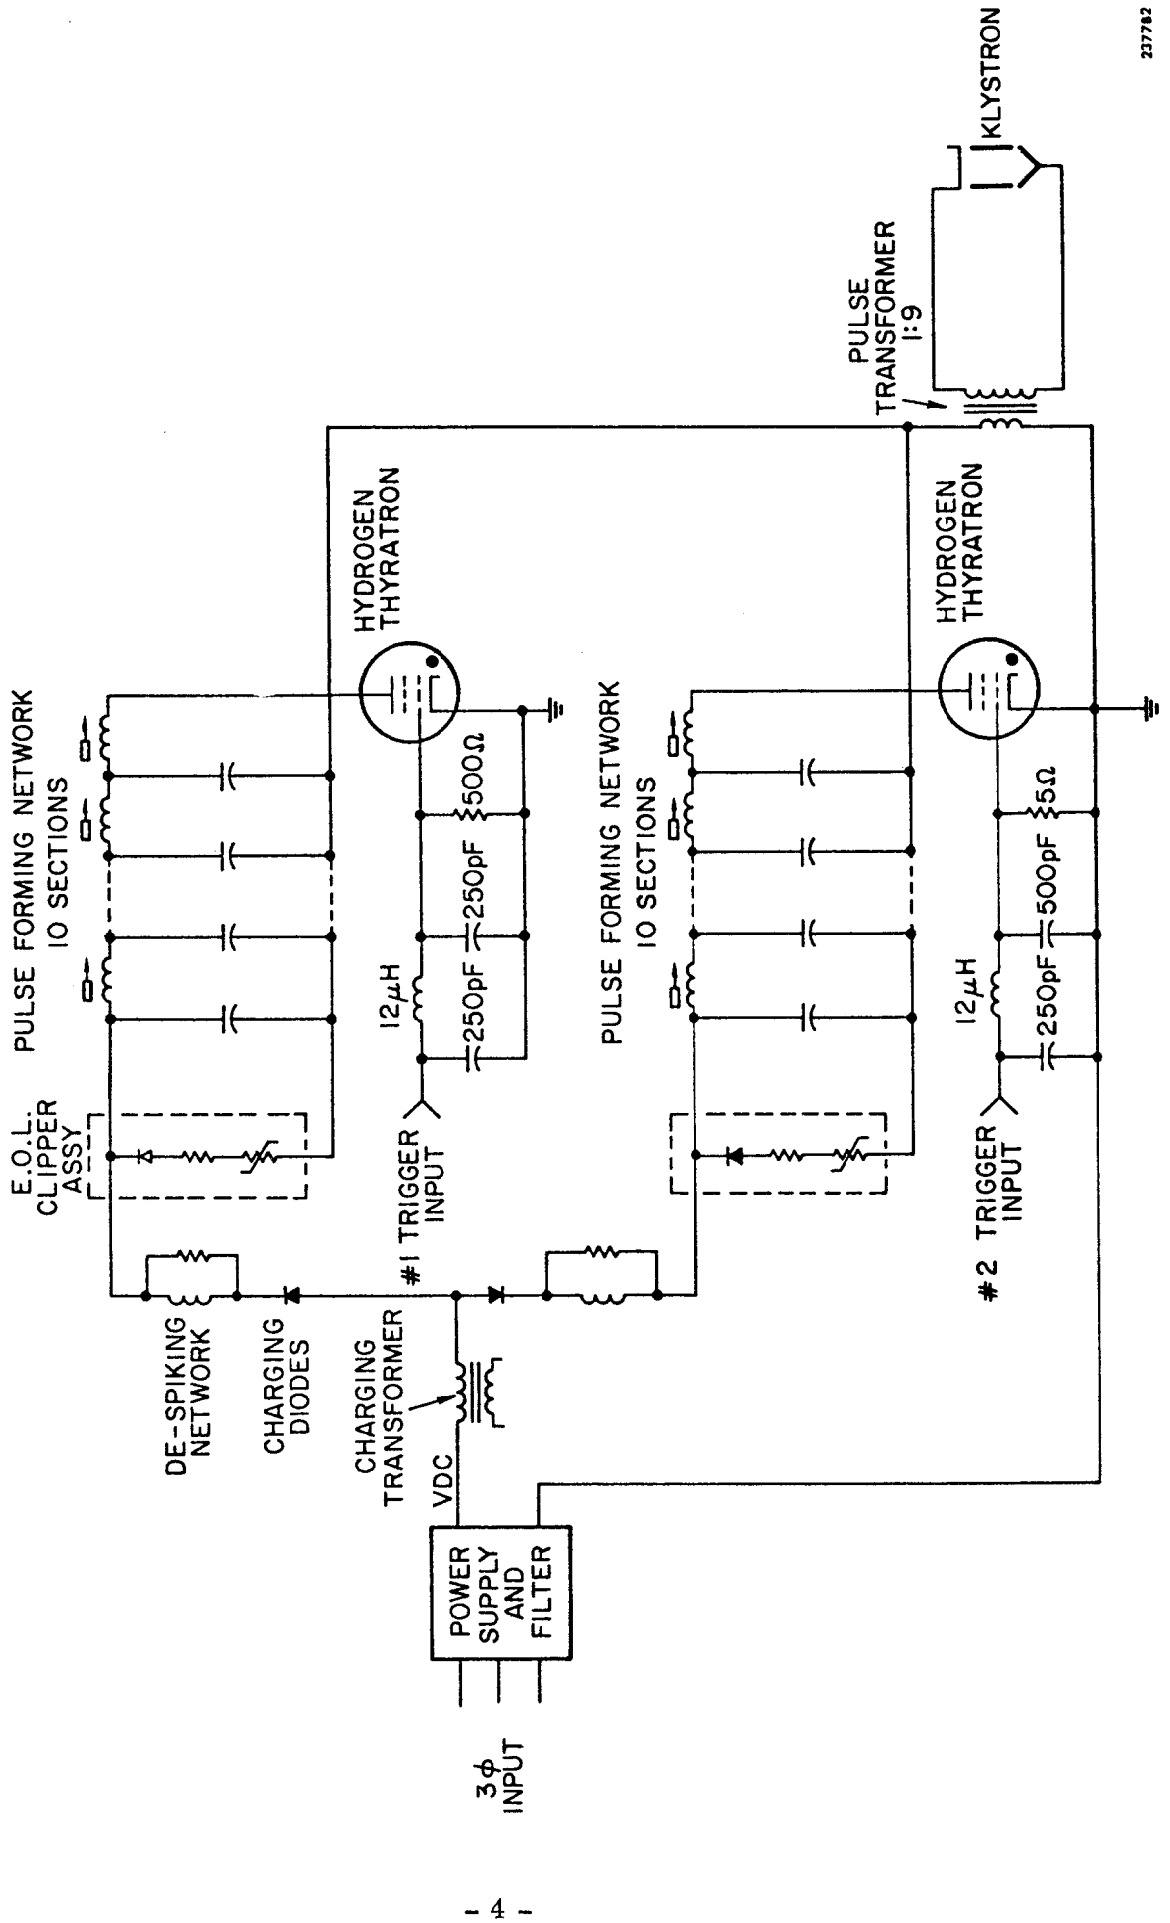 PULSE FORMING NETWORK
10 SECTIONS
E.O.L.
CLIPPER
ASSY
DE-SPIKING
NETWORK
CHARGING
DIODES
CHARGING
TRANSFORMER
VDC
POWER
SUPPLY
AND
FILTER
3ϕ
INPUT
#1 TRIGGER
INPUT
12μH
250pF
250pF
500Ω
HYDROGEN
THYRATRON
PULSE FORMING NETWORK
10 SECTIONS
#2 TRIGGER
INPUT
12μH
250pF
500pF
5Ω
HYDROGEN
THYRATRON
PULSE
TRANSFORMER
1:9
KLYSTRON
237782
- 4 -